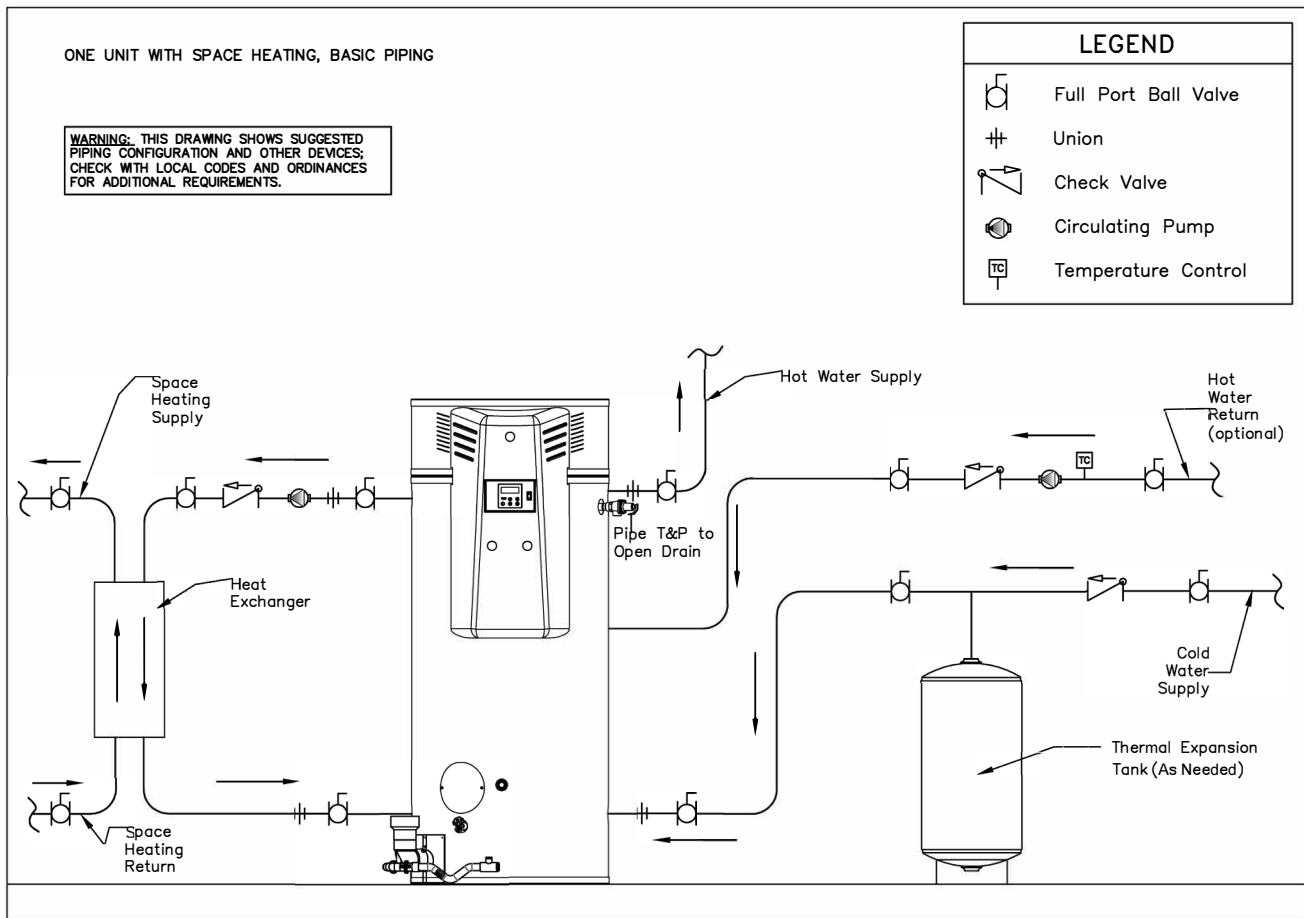 ONE UNIT WITH SPACE HEATING, BASIC PIPING
WARNING: THIS DRAWING SHOWS SUGGESTED
PIPING CONFIGURATION AND OTHER DEVICES;
CHECK WITH LOCAL CODES AND ORDINANCES
FOR ADDITIONAL REQUIREMENTS.
LEGEND
Full Port Ball Valve
Union
Check Valve
Circulating Pump
TC
Temperature Control
Space
Heating
Supply
Hot Water Supply
Hot
Water
Return
(optional)
TC
Pipe T&P to
Open Drain
Heat
Exchanger
Cold
Water
Supply
Thermal Expansion
Tank (As Needed)
Space
Heating
Return